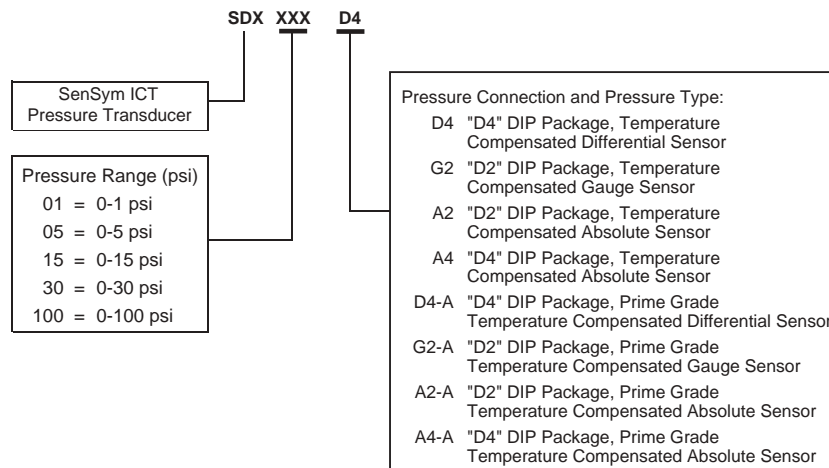 SDX XXX D4
SenSym ICT
Pressure Transducer
Pressure Range (psi)
01 = 0-1 psi
05 = 0-5 psi
15 = 0-15 psi
30 = 0-30 psi
100 = 0-100 psi
Pressure Connection and Pressure Type:
D4 "D4" DIP Package, Temperature
Compensated Differential Sensor
G2 "D2" DIP Package, Temperature
Compensated Gauge Sensor
A2 "D2" DIP Package, Temperature
Compensated Absolute Sensor
A4 "D4" DIP Package, Temperature
Compensated Absolute Sensor
D4-A "D4" DIP Package, Prime Grade
Temperature Compensated Differential Sensor
G2-A "D2" DIP Package, Prime Grade
Temperature Compensated Gauge Sensor
A2-A "D2" DIP Package, Prime Grade
Temperature Compensated Absolute Sensor
A4-A "D4" DIP Package, Prime Grade
Temperature Compensated Absolute Sensor